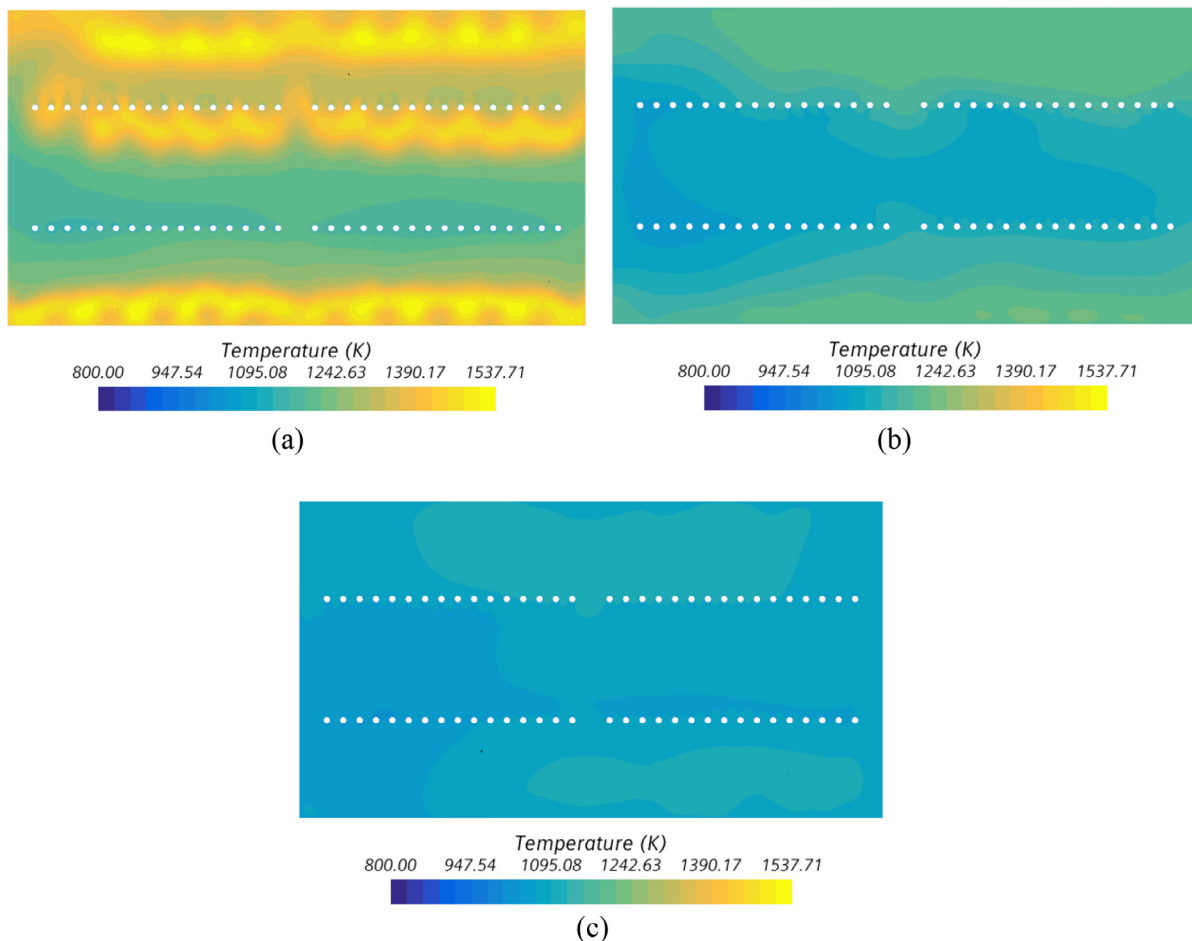 Temperature (K)
800.00 947.54 1095.08 1242.63 1390.17 1537.71
(a)
Temperature (K)
800.00 947.54 1095.08 1242.63 1390.17 1537.71
(b)
Temperature (K)
800.00 947.54 1095.08 1242.63 1390.17 1537.71
(c)